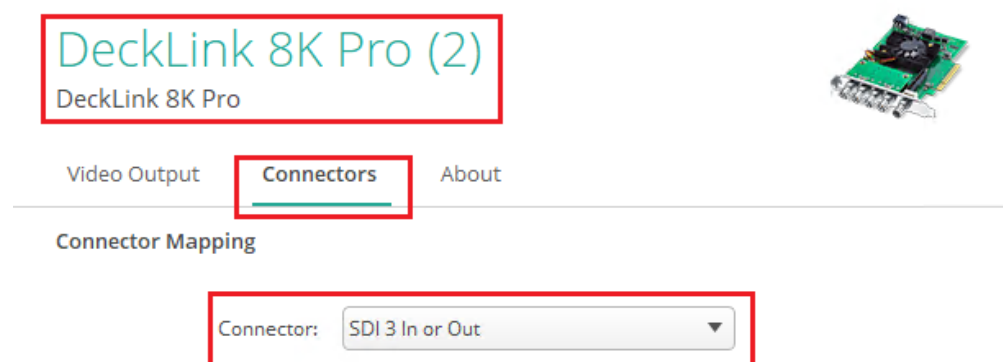 DeckLink 8K Pro (2)
DeckLink 8K Pro
Video Output Connectors About
Connector Mapping
Connector: SDI 3 In or Out